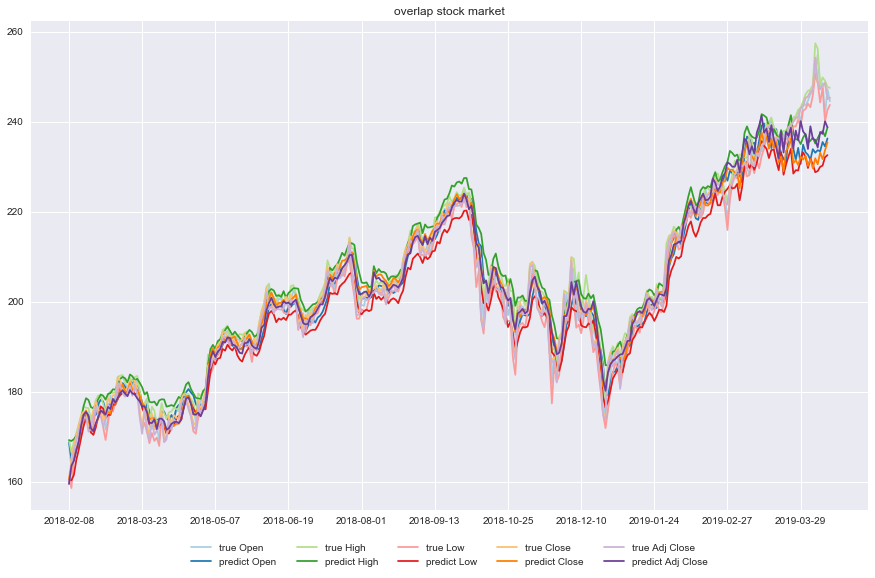 overlap stock market
260
240
220
200
180
160
2018-02-08 2018-03-23 2018-05-07 2018-06-19 2018-08-01 2018-09-13 2018-10-25 2018-12-10 2019-01-24 2019-02-27 2019-03-29
true Open true High true Low true Close true Adj Close
predict Open predict High predict Low predict Close predict Adj Close